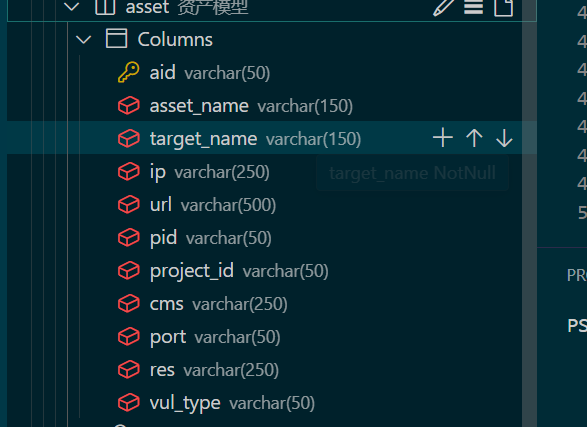 asset 资产模型
4
Columns
4
aid varchar(50)
4
asset_name varchar(150)
4
target_name varchar(150)
4
ip varchar(250)
target_name NotNull
4
url varchar(500)
4
5
pid varchar(50)
project_id varchar(50)
PR
cms varchar(250)
port varchar(50)
PS
res varchar(250)
vul_type varchar(50)